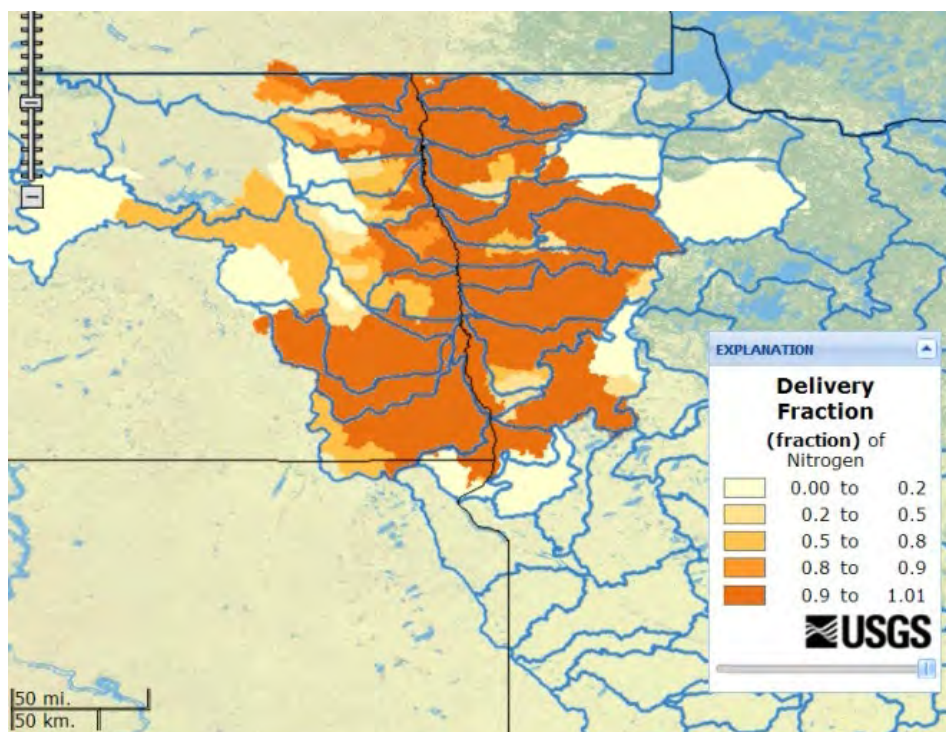 EXPLANATION
Delivery
Fraction
(fraction) of
Nitrogen
0.00 to 0.2
0.2 to 0.5
0.5 to 0.8
0.8 to 0.9
0.9 to 1.01
USGS
50 mi.
50 km.